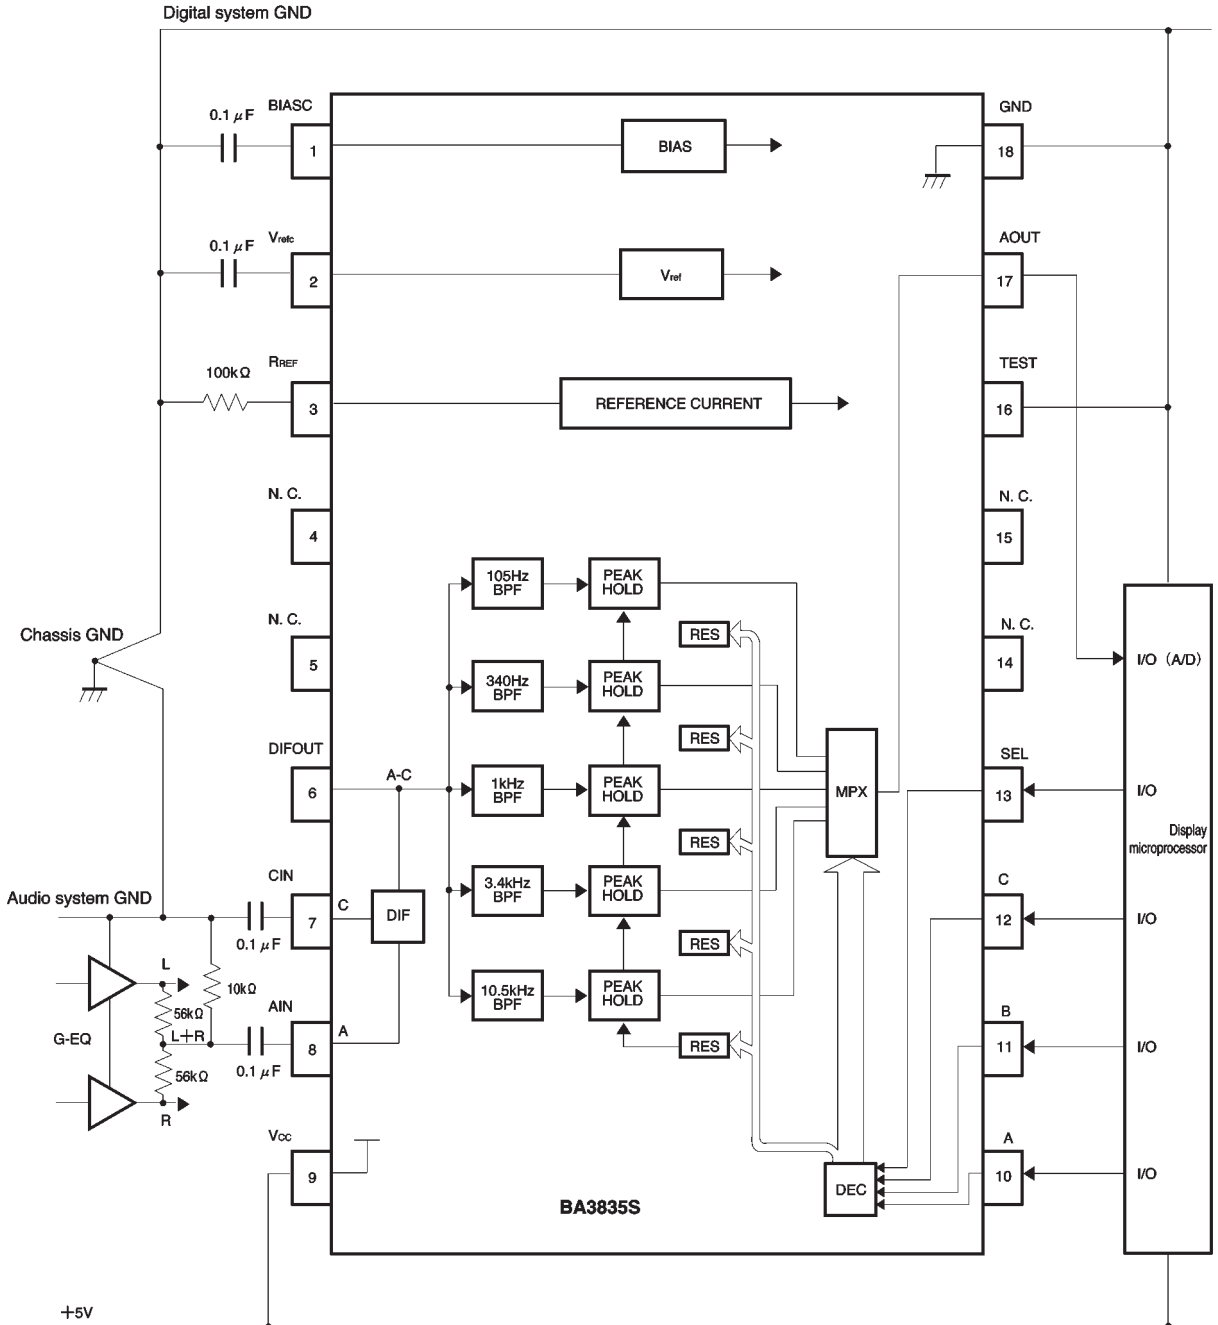 Digital system GND
BIASC
0.1 μF
1
BIAS
GND
18
Vrefc
0.1 μF
2
Vref
AOUT
17
RREF
100kΩ
3
REFERENCE CURRENT
TEST
16
N. C.
4
N. C.
15
105Hz
BPF
PEAK
HOLD
RES
N. C.
5
N. C.
14
Chassis GND
340Hz
BPF
PEAK
HOLD
RES
I/O (A/D)
DIFOUT
6
A-C
1kHz
BPF
PEAK
HOLD
MPX
SEL
13
I/O
Display
microprocessor
RES
CIN
3.4kHz
BPF
PEAK
HOLD
C
12
I/O
Audio system GND
7
C
DIF
0.1 μF
RES
L
10kΩ
56kΩ
10.5kHz
BPF
PEAK
HOLD
AIN
B
G-EQ
L+R
8
A
RES
11
I/O
0.1 μF
56kΩ
R
Vcc
9
A
10
I/O
DEC
BA3835S
+5V